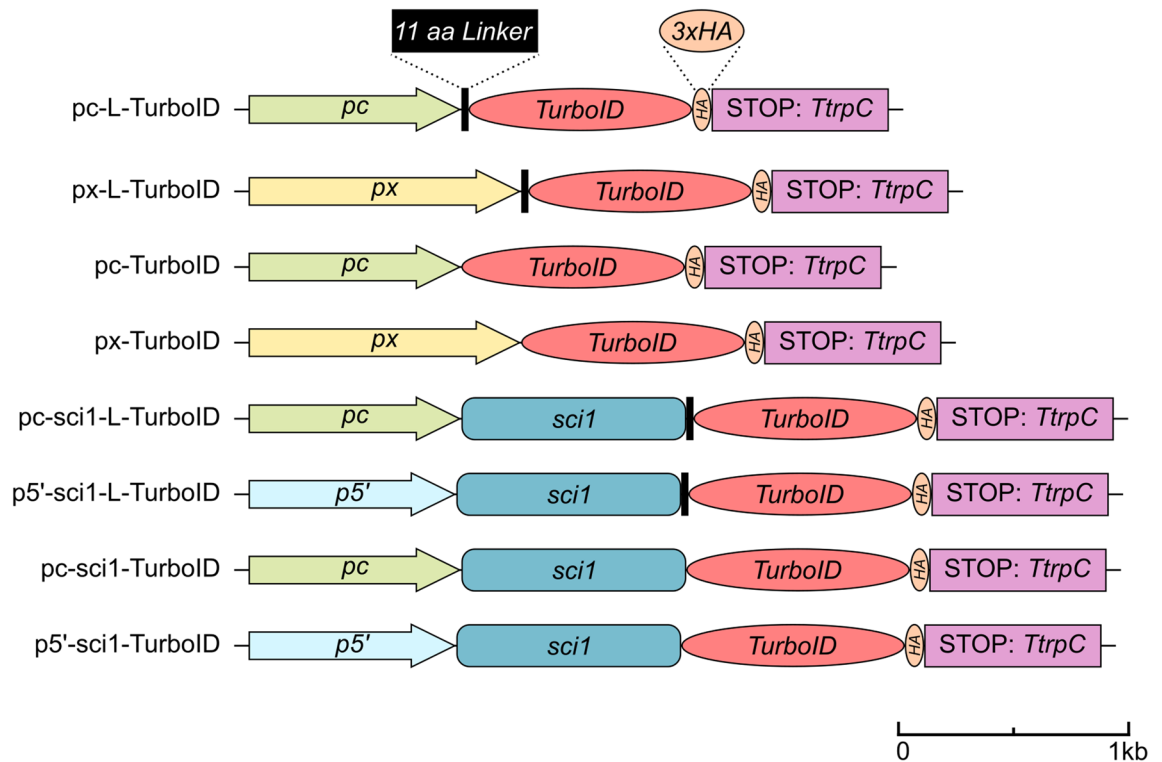 11 aa Linker 3xHA
pc-L-TurboID pc TurboID HA STOP: TtrpC
px-L-TurboID px TurboID HA STOP: TtrpC
pc-TurboID pc TurboID HA STOP: TtrpC
px-TurboID px TurboID HA STOP: TtrpC
pc-sci1-L-TurboID pc sci1 TurboID HA STOP: TtrpC
p5'-sci1-L-TurboID p5' sci1 TurboID HA STOP: TtrpC
pc-sci1-TurboID pc sci1 TurboID HA STOP: TtrpC
p5'-sci1-TurboID p5' sci1 TurboID HA STOP: TtrpC
0 1kb